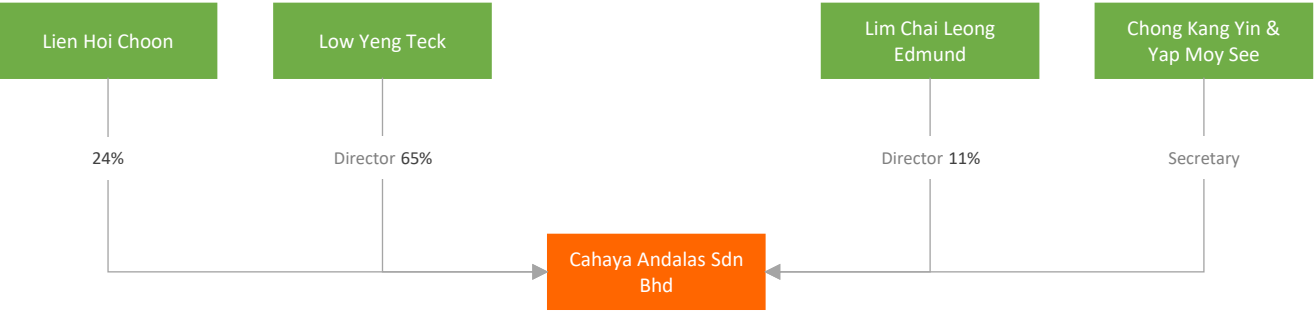 Lien Hoi Choon
Low Yeng Teck
Lim Chai Leong
Edmund
Chong Kang Yin &
Yap Moy See
24%
Director 65%
Director 11%
Secretary
Cahaya Andalas Sdn
Bhd